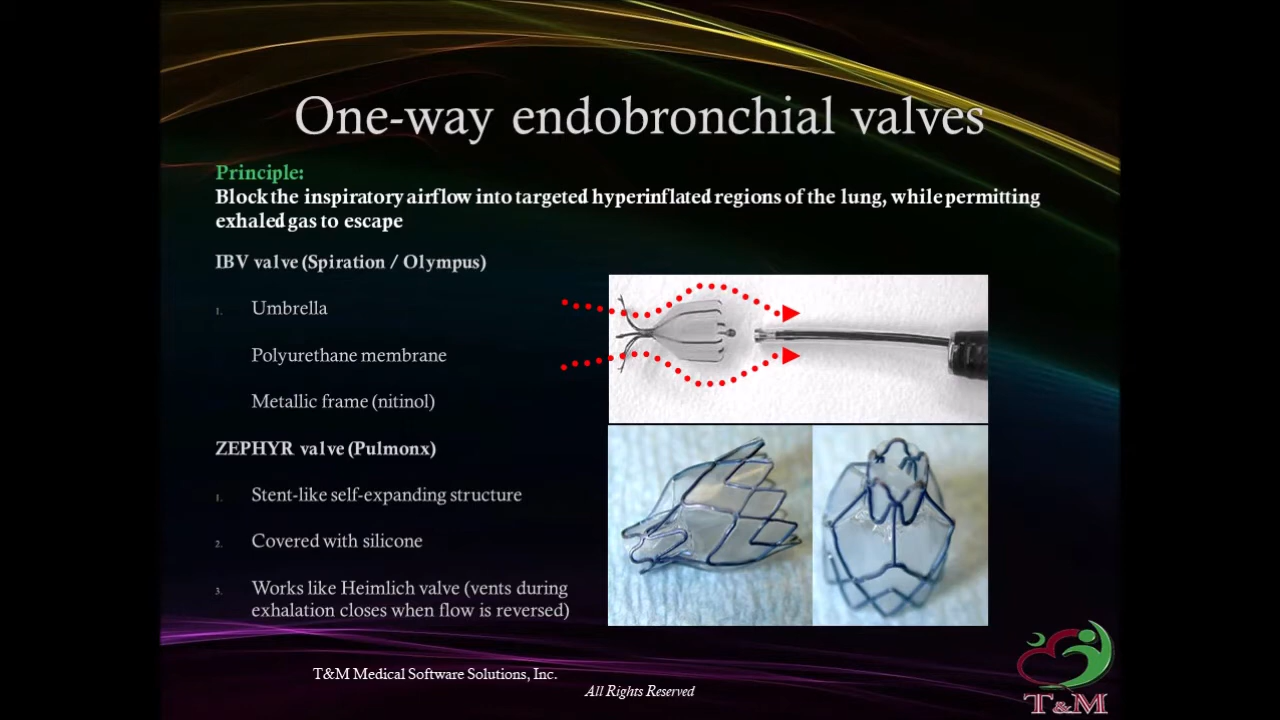 One-way endobronchial valves
Principle:
Block the inspiratory airflow into targeted hyperinflated regions of the lung, while permitting
exhaled gas to escape
IBV valve (Spiration / Olympus)
1. Umbrella
Polyurethane membrane
Metallic frame (nitinol)
ZEPHYR valve (Pulmonx)
1. Stent-like self-expanding structure
2. Covered with silicone
3. Works like Heimlich valve (vents during
exhalation closes when flow is reversed)
T&M Medical Software Solutions, Inc.
All Rights Reserved
T&M